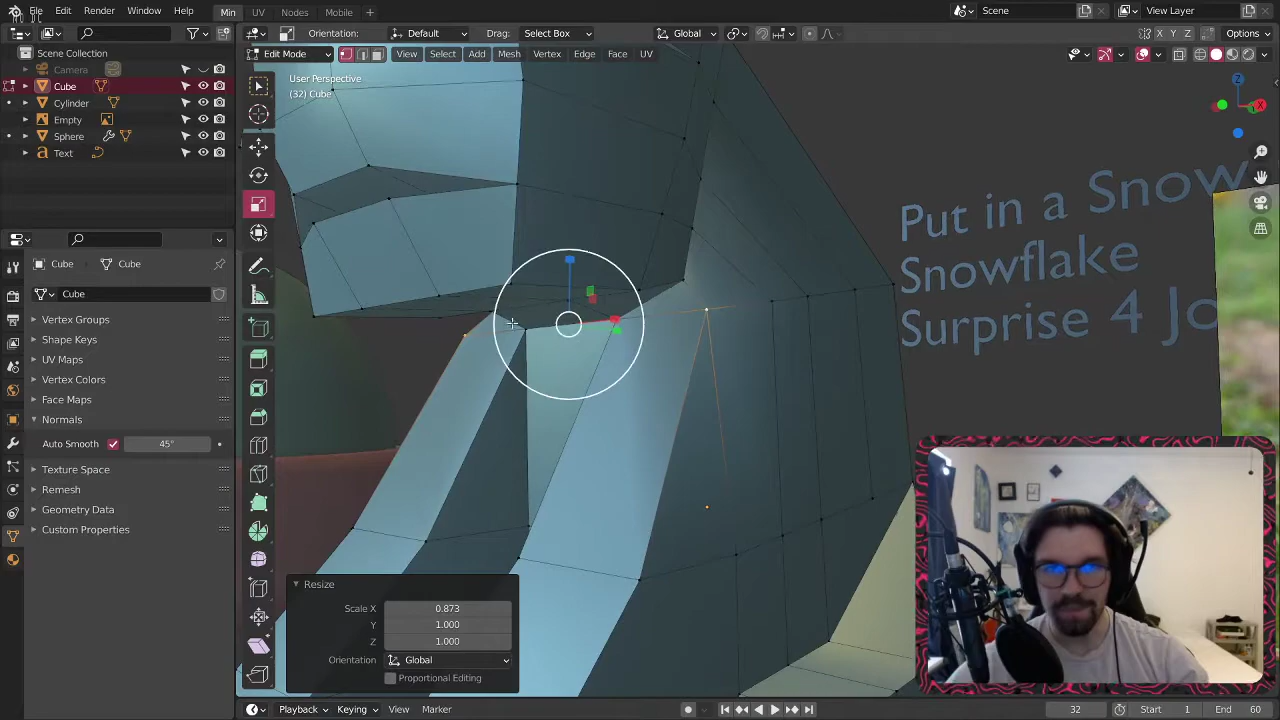 File Edit Render Window Help Min UV Nodes Mobile Scene View Layer
Orientation: Default Drag: Select Box Global X Y Z Options
Edit Mode View Select Add Mesh Vertex Edge Face UV
Scene Collection
Camera
Cube
Cylinder
Empty
Sphere
Text
User Perspective
(32) Cube
Z
X
Put in a Snow
Snowflake
Surprise 4 Jo
Cube Cube
Cube
Vertex Groups
Shape Keys
UV Maps
Vertex Colors
Face Maps
Normals
Auto Smooth 45°
Texture Space
Remesh
Geometry Data
Custom Properties
Resize
Scale X 0.873
Y 1.000
Z 1.000
Orientation Global
Proportional Editing
Playback Keying View Marker 32 Start 1 End 60